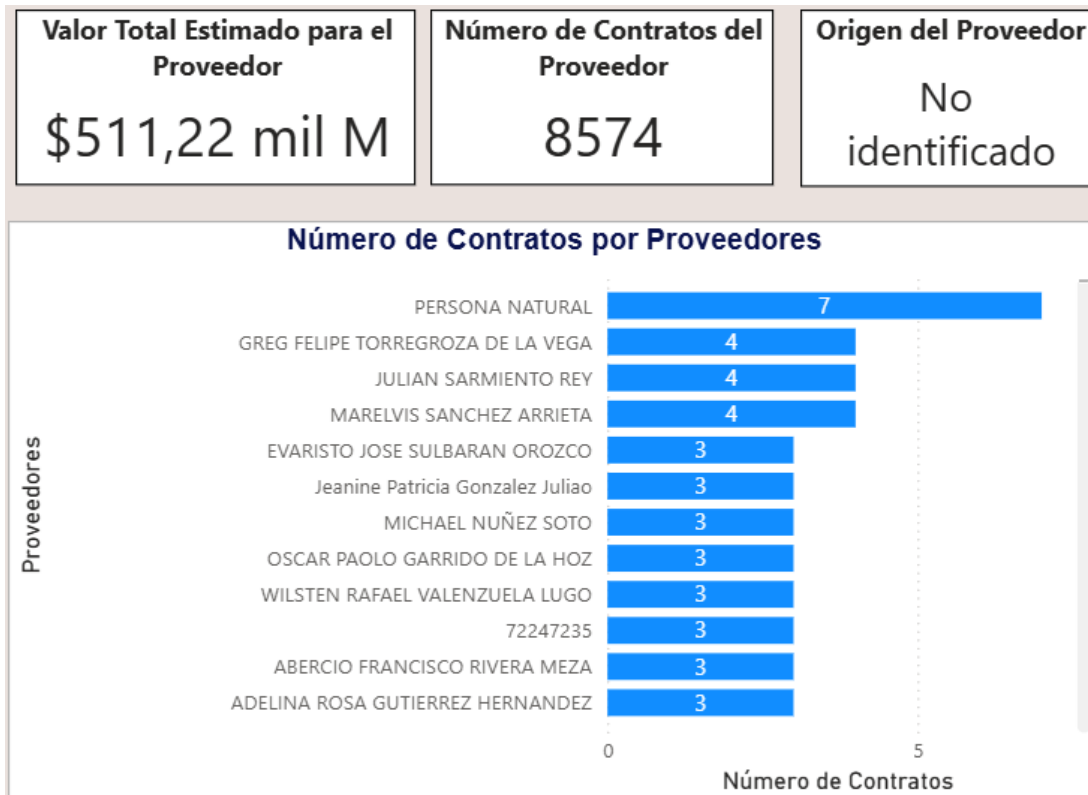 Valor Total Estimado para el
Proveedor
$511,22 mil M
Número de Contratos del
Proveedor
8574
Origen del Proveedor
No
identificado
Número de Contratos por Proveedores
Proveedores
PERSONA NATURAL 7
GREG FELIPE TORREGROZA DE LA VEGA 4
JULIAN SARMIENTO REY 4
MARELVIS SANCHEZ ARRIETA 4
EVARISTO JOSE SULBARAN OROZCO 3
Jeanine Patricia Gonzalez Juliao 3
MICHAEL NUÑEZ SOTO 3
OSCAR PAOLO GARRIDO DE LA HOZ 3
WILSTEN RAFAEL VALENZUELA LUGO 3
72247235 3
ABERCIO FRANCISCO RIVERA MEZA 3
ADELINA ROSA GUTIERREZ HERNANDEZ 3
0 5
Número de Contratos